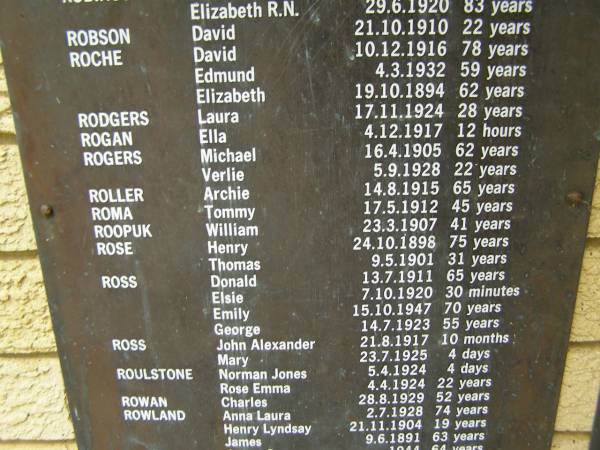 Elizabeth R.N. 29.6.1920 83 years
ROBSON David 21.10.1910 22 years
ROCHE David 10.12.1916 78 years
Edmund 4.3.1932 59 years
Elizabeth 19.10.1894 62 years
RODGERS Laura 17.11.1924 28 years
ROGAN Ella 4.12.1917 12 hours
ROGERS Michael 16.4.1905 62 years
Verlie 5.9.1928 22 years
ROLLER Archie 14.8.1915 65 years
ROMA Tommy 17.5.1912 45 years
ROOPUK William 23.3.1907 41 years
ROSE Henry 24.10.1898 75 years
Thomas 9.5.1901 31 years
ROSS Donald 13.7.1911 65 years
Elsie 7.10.1920 30 minutes
Emily 15.10.1947 70 years
George 14.7.1923 55 years
ROSS John Alexander 21.8.1917 10 months
Mary 23.7.1925 4 days
ROULSTONE Norman Jones 5.4.1924 4 days
Rose Emma 4.4.1924 22 years
ROWAN Charles 28.8.1929 52 years
ROWLAND Anna Laura 2.7.1928 74 years
Henry Lyndsay 21.11.1904 19 years
James 9.6.1891 63 years
1944 64 years